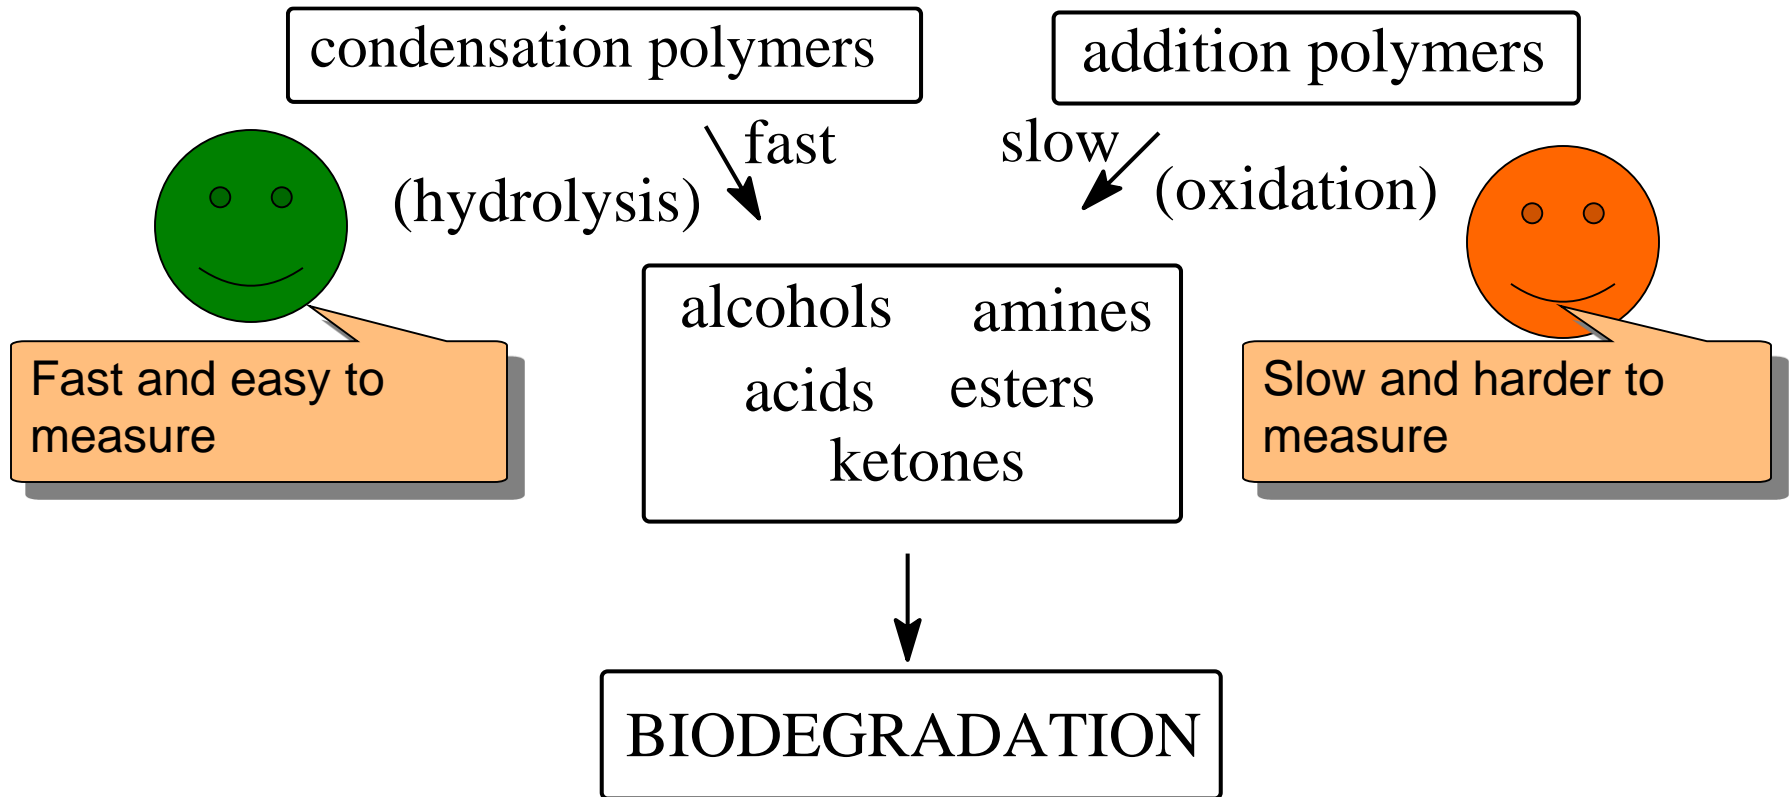 condensation polymers
addition polymers
fast
slow
(hydrolysis)
(oxidation)
alcohols amines
acids esters
ketones
Fast and easy to
measure
Slow and harder to
measure
BIODEGRADATION